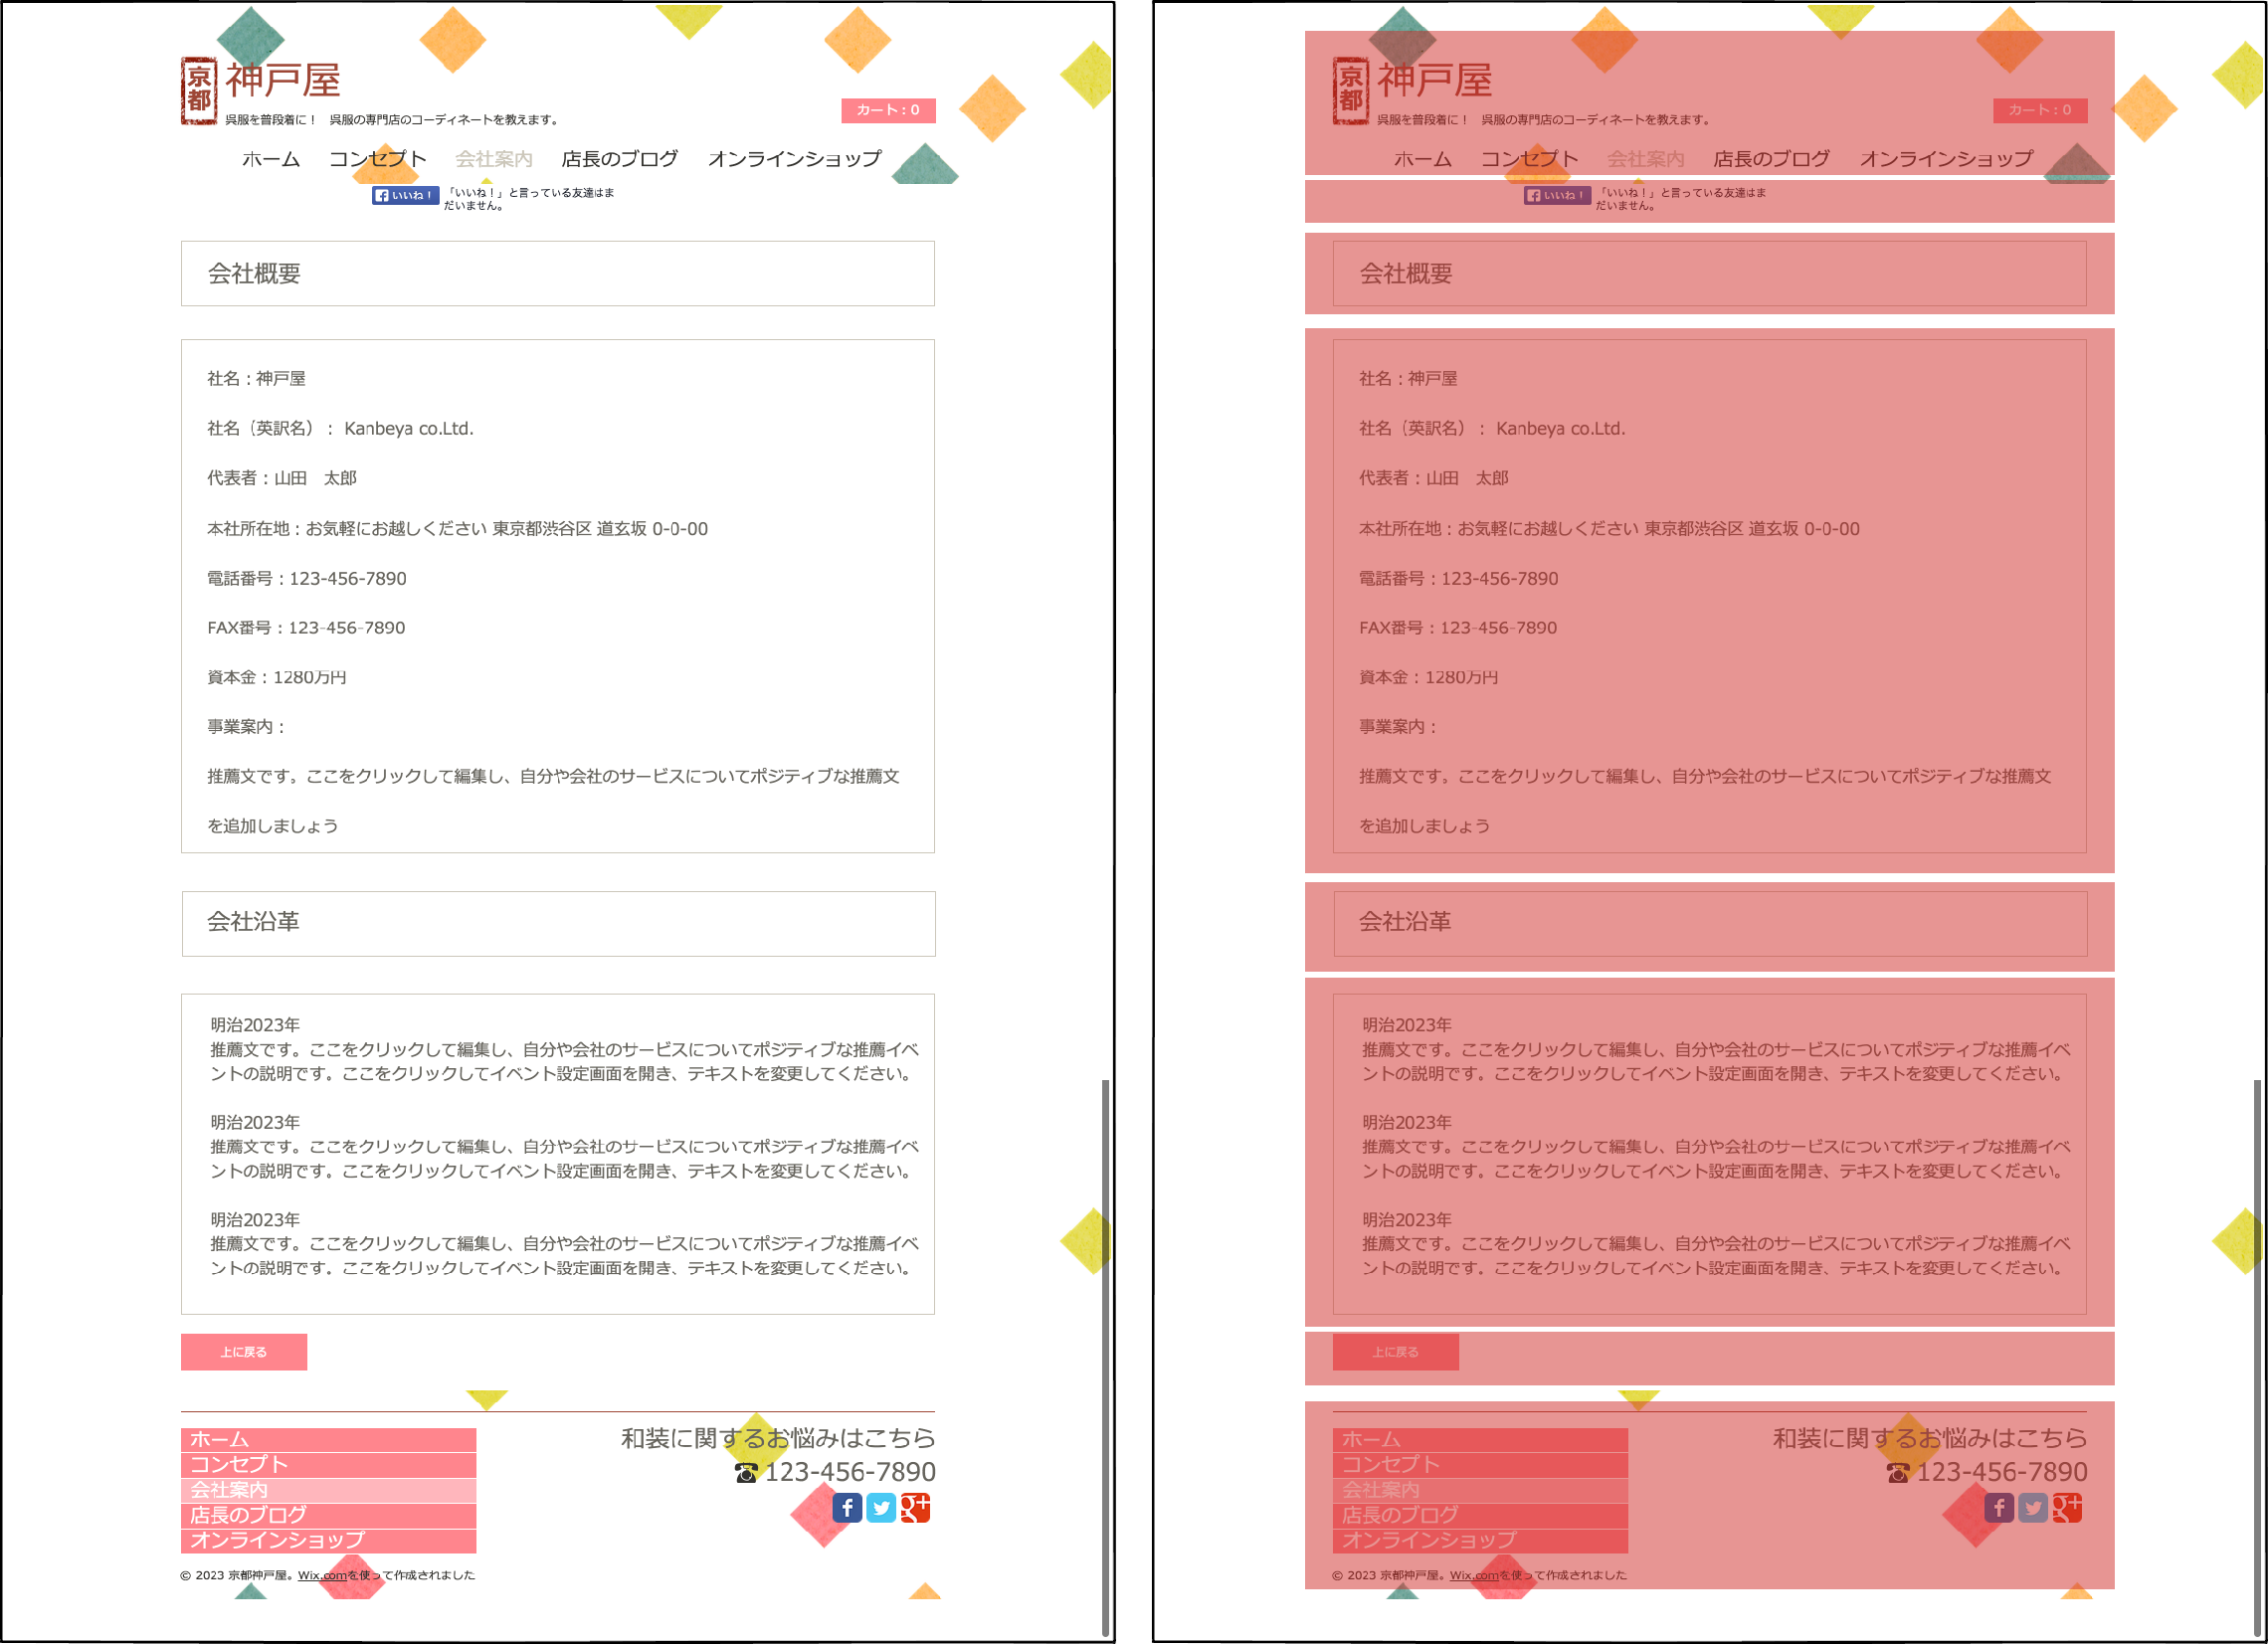 京都
神戸屋
呉服を普段着に！　呉服の専門店のコーディネートを教えます。
カート : 0
ホーム コンセプト 会社案内 店長のブログ オンラインショップ
いいね！ 「いいね！」と言っている友達はま
だいません。
会社概要
社名：神戸屋
社名（英訳名）： Kanbeya co.Ltd.
代表者：山田　太郎
本社所在地：お気軽にお越しください 東京都渋谷区 道玄坂 0-0-00
電話番号：123-456-7890
FAX番号：123-456-7890
資本金：1280万円
事業案内：
推薦文です。ここをクリックして編集し、自分や会社のサービスについてポジティブな推薦文
を追加しましょう
会社沿革
明治2023年
推薦文です。ここをクリックして編集し、自分や会社のサービスについてポジティブな推薦イベ
ントの説明です。ここをクリックしてイベント設定画面を開き、テキストを変更してください。
明治2023年
推薦文です。ここをクリックして編集し、自分や会社のサービスについてポジティブな推薦イベ
ントの説明です。ここをクリックしてイベント設定画面を開き、テキストを変更してください。
明治2023年
推薦文です。ここをクリックして編集し、自分や会社のサービスについてポジティブな推薦イベ
ントの説明です。ここをクリックしてイベント設定画面を開き、テキストを変更してください。
上に戻る
ホーム
コンセプト
会社案内
店長のブログ
オンラインショップ
和装に関するお悩みはこちら
☎123-456-7890
© 2023 京都神戸屋。Wix.comを使って作成されました
京都
神戸屋
呉服を普段着に！　呉服の専門店のコーディネートを教えます。
カート : 0
ホーム コンセプト 会社案内 店長のブログ オンラインショップ
いいね！ 「いいね！」と言っている友達はま
だいません。
会社概要
社名：神戸屋
社名（英訳名）： Kanbeya co.Ltd.
代表者：山田　太郎
本社所在地：お気軽にお越しください 東京都渋谷区 道玄坂 0-0-00
電話番号：123-456-7890
FAX番号：123-456-7890
資本金：1280万円
事業案内：
推薦文です。ここをクリックして編集し、自分や会社のサービスについてポジティブな推薦文
を追加しましょう
会社沿革
明治2023年
推薦文です。ここをクリックして編集し、自分や会社のサービスについてポジティブな推薦イベ
ントの説明です。ここをクリックしてイベント設定画面を開き、テキストを変更してください。
明治2023年
推薦文です。ここをクリックして編集し、自分や会社のサービスについてポジティブな推薦イベ
ントの説明です。ここをクリックしてイベント設定画面を開き、テキストを変更してください。
明治2023年
推薦文です。ここをクリックして編集し、自分や会社のサービスについてポジティブな推薦イベ
ントの説明です。ここをクリックしてイベント設定画面を開き、テキストを変更してください。
上に戻る
ホーム
コンセプト
会社案内
店長のブログ
オンラインショップ
和装に関するお悩みはこちら
☎123-456-7890
© 2023 京都神戸屋。Wix.comを使って作成されました